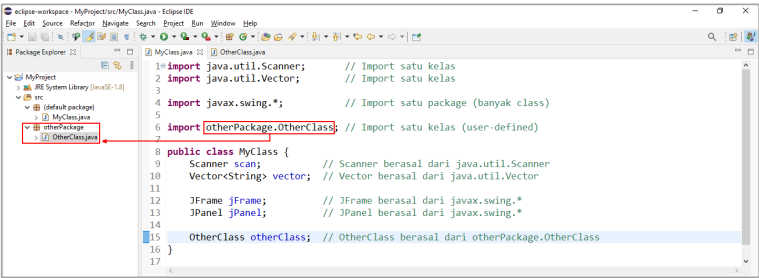 eclipse-workspace - MyProject/src/MyClass.java - Eclipse IDE
File Edit Source Refactor Navigate Search Project Run Window Help
Package Explorer
MyClass.java
OtherClass.java
MyProject
JRE System Library [JavaSE-1.8]
src
(default package)
MyClass.java
otherPackage
OtherClass.java
1 import java.util.Scanner; // Import satu kelas
2 import java.util.Vector; // Import satu kelas
3
4 import javax.swing.*; // Import satu package (banyak class)
5
6 import otherPackage.OtherClass; // Import satu kelas (user-defined)
7
8 public class MyClass {
9 Scanner scan; // Scanner berasal dari java.util.Scanner
10 Vector<String> vector; // Vector berasal dari java.util.Vector
11
12 JFrame jFrame; // JFrame berasal dari javax.swing.*
13 JPanel jPanel; // JPanel berasal dari javax.swing.*
14
15 OtherClass otherClass; // OtherClass berasal dari otherPackage.OtherClass
16 }
17